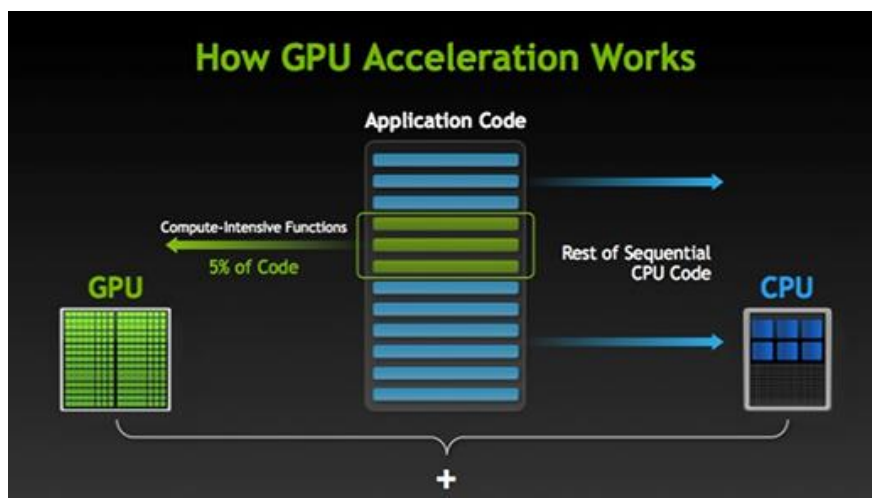 How GPU Acceleration Works
Application Code
Compute-Intensive Functions
5% of Code
Rest of Sequential
CPU Code
GPU
CPU
+